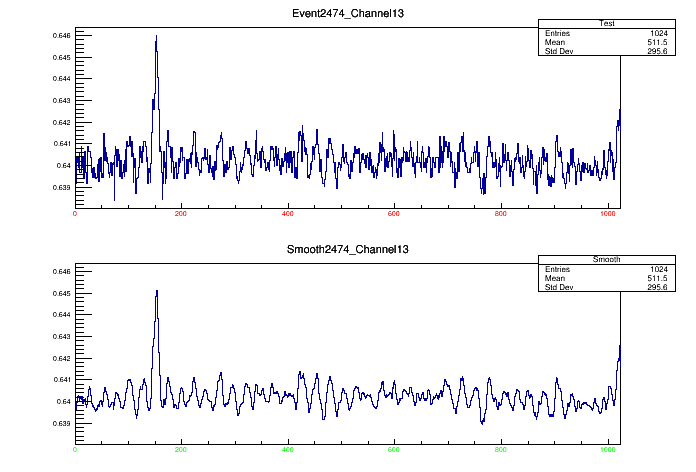 Event2474_Channel13
Test
Entries 1024
Mean 511.5
Std Dev 295.6
0.646
0.645
0.644
0.643
0.642
0.641
0.64
0.639
0 200 400 600 800 1000
Smooth2474_Channel13
Smooth
Entries 1024
Mean 511.5
Std Dev 295.6
0.646
0.645
0.644
0.643
0.642
0.641
0.64
0.639
0 200 400 600 800 1000